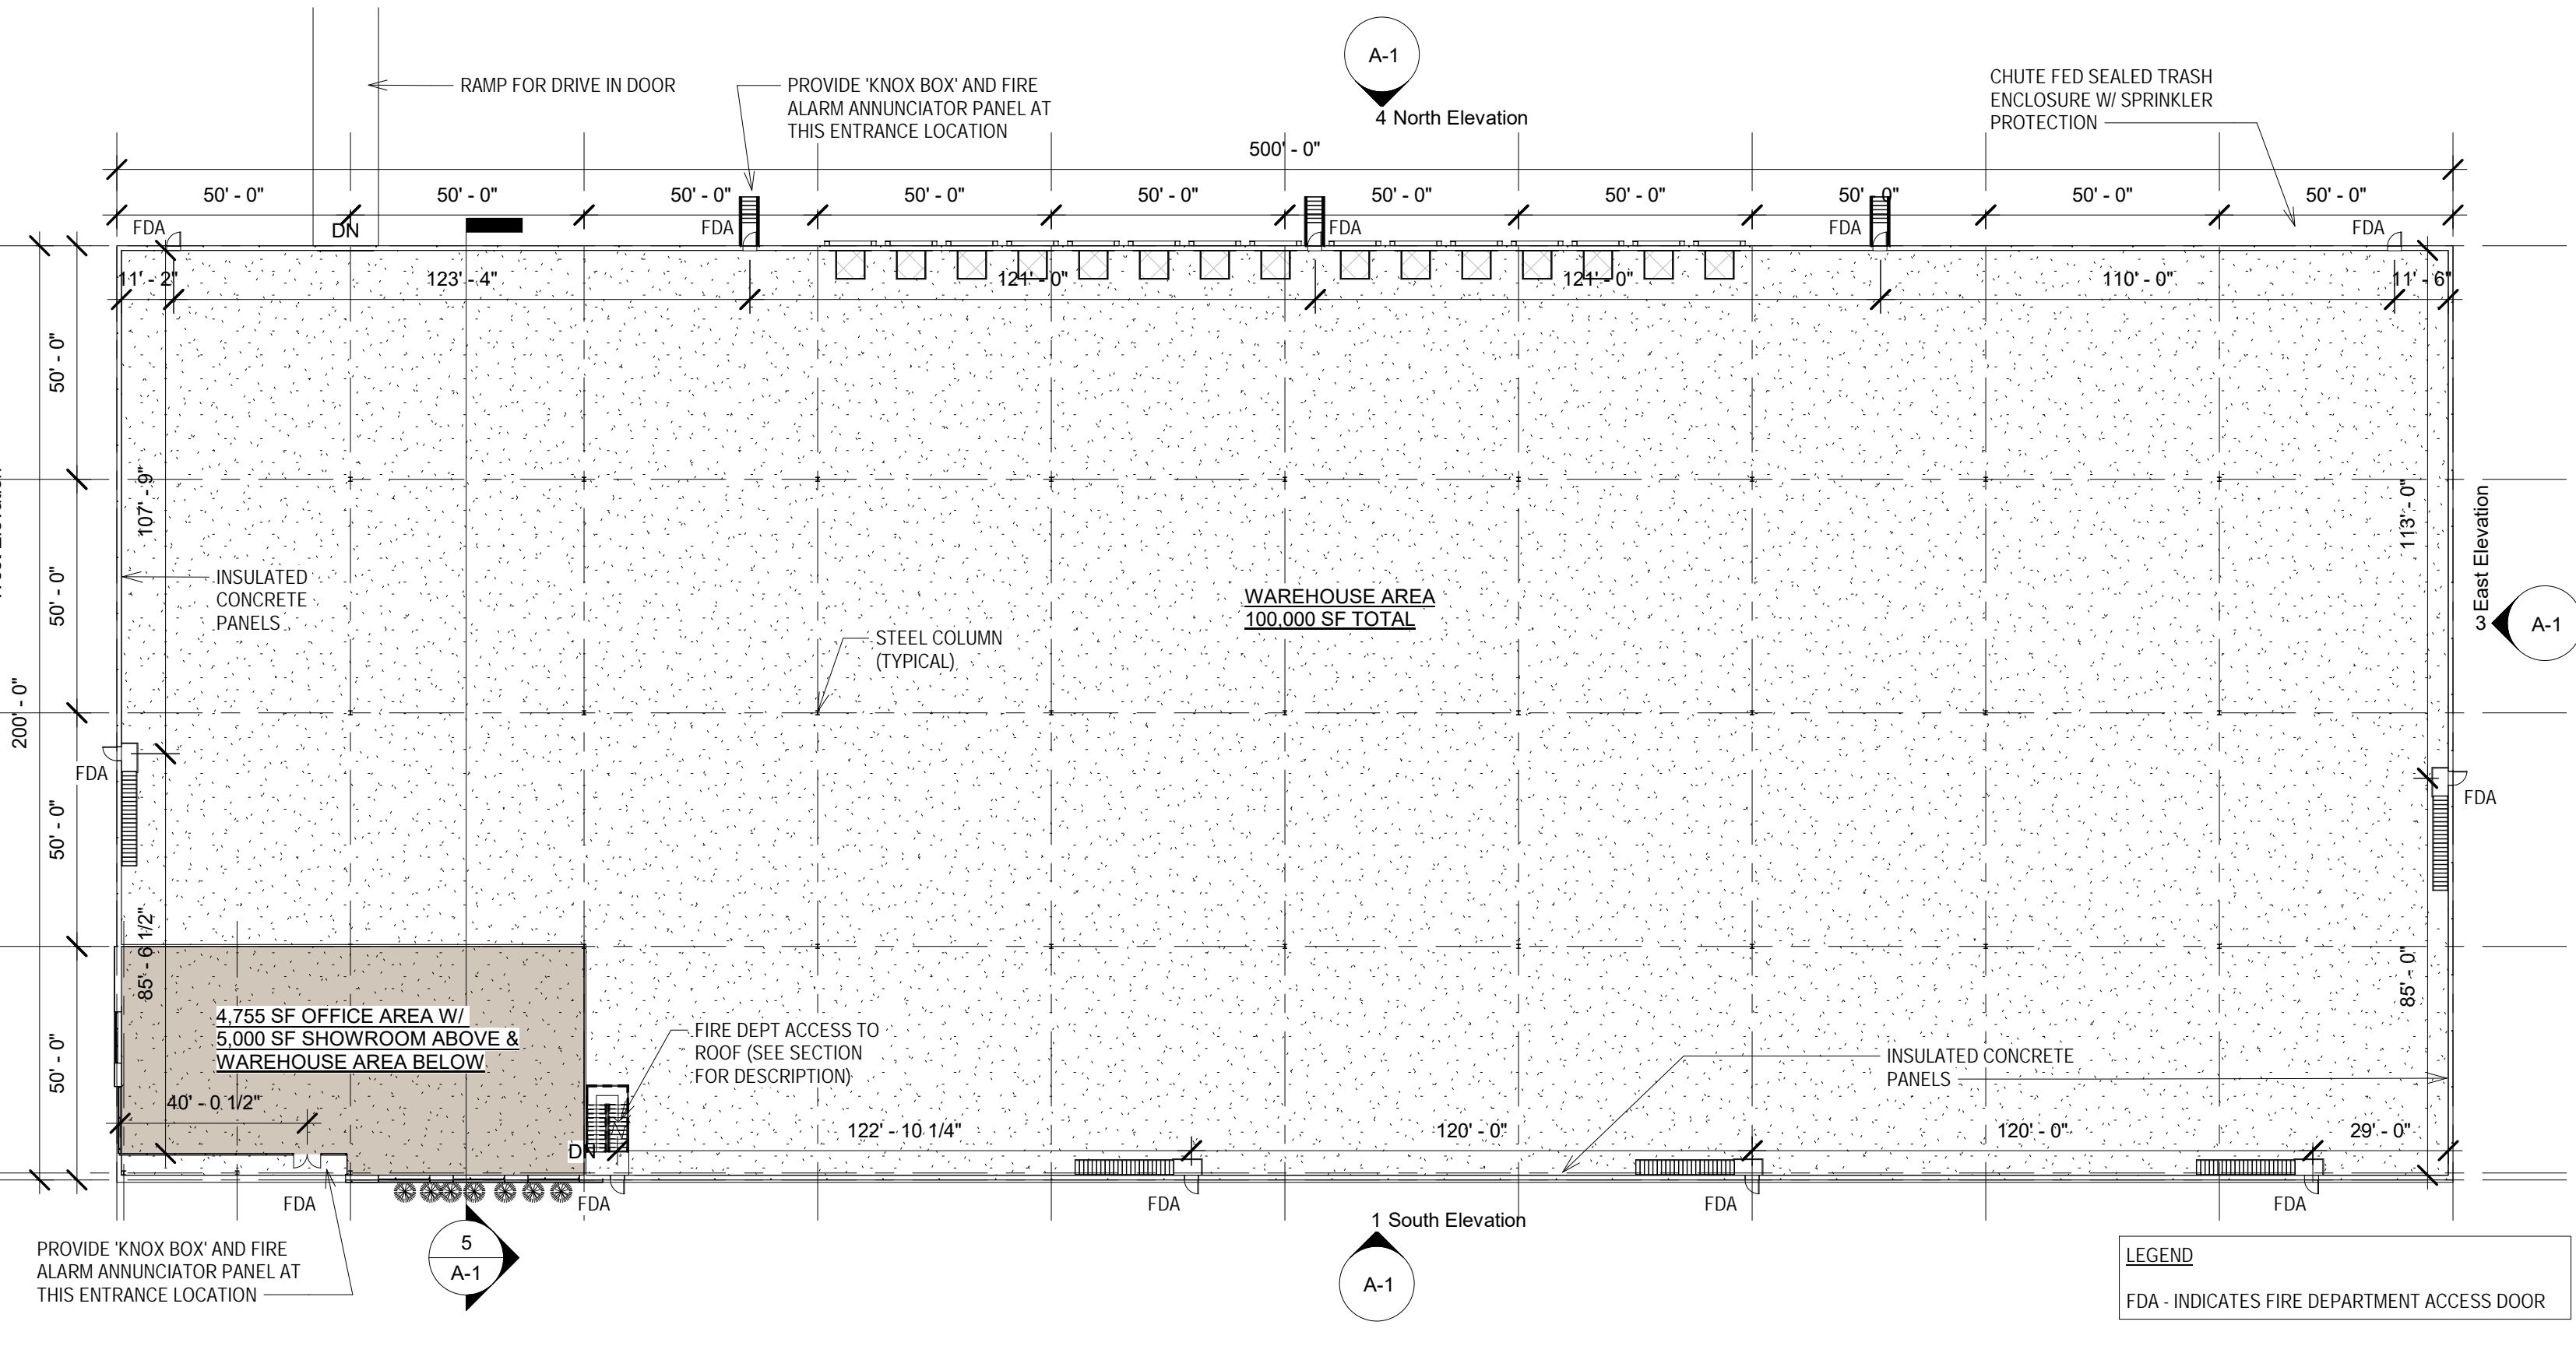 A-1
4 North Elevation
RAMP FOR DRIVE IN DOOR
PROVIDE 'KNOX BOX' AND FIRE
ALARM ANNUNCIATOR PANEL AT
THIS ENTRANCE LOCATION
CHUTE FED SEALED TRASH
ENCLOSURE W/ SPRINKLER
PROTECTION
500' - 0"
50' - 0"
50' - 0"
50' - 0"
50' - 0"
50' - 0"
50' - 0"
50' - 0"
50' - 0"
50' - 0"
50' - 0"
FDA
DN
FDA
FDA
FDA
FDA
11' - 2"
123' - 4"
121' - 0"
121' - 0"
110' - 0"
11' - 6"
50' - 0"
50' - 0"
50' - 0"
50' - 0"
200' - 0"
107' - 9"
85' - 6 1/2"
113' - 0"
85' - 0"
INSULATED
CONCRETE
PANELS
STEEL COLUMN
(TYPICAL)
WAREHOUSE AREA
100,000 SF TOTAL
3 East Elevation
A-1
FDA
FDA
4,755 SF OFFICE AREA W/
5,000 SF SHOWROOM ABOVE &
WAREHOUSE AREA BELOW
FIRE DEPT ACCESS TO
ROOF (SEE SECTION
FOR DESCRIPTION)
INSULATED CONCRETE
PANELS
40' - 0 1/2"
DN
122' - 10 1/4"
120' - 0"
120' - 0"
29' - 0"
FDA
FDA
FDA
FDA
FDA
1 South Elevation
A-1
5
A-1
PROVIDE 'KNOX BOX' AND FIRE
ALARM ANNUNCIATOR PANEL AT
THIS ENTRANCE LOCATION
LEGEND
FDA - INDICATES FIRE DEPARTMENT ACCESS DOOR